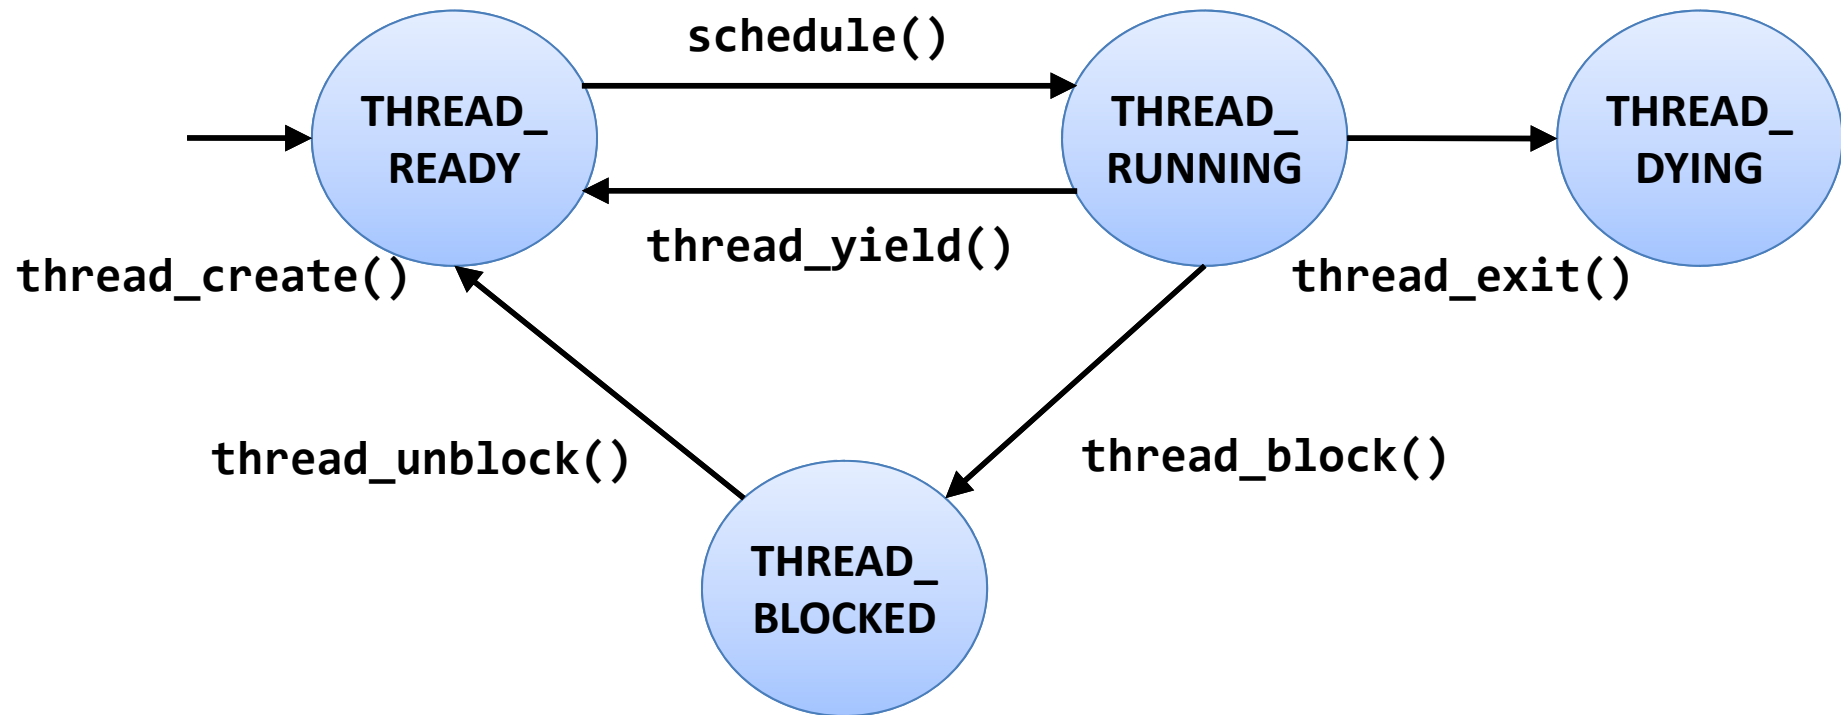 schedule()
THREAD_
READY
THREAD_
RUNNING
THREAD_
DYING
thread_yield()
thread_create()
thread_exit()
thread_unblock()
thread_block()
THREAD_
BLOCKED